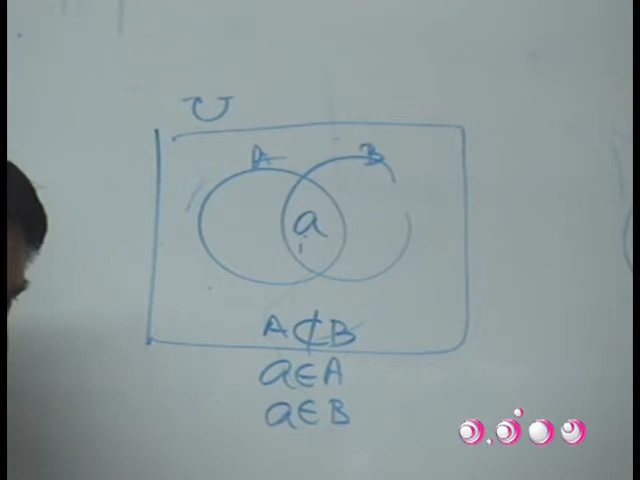 U
A B
a
A ⊄ B
a ∈ A
a ∈ B